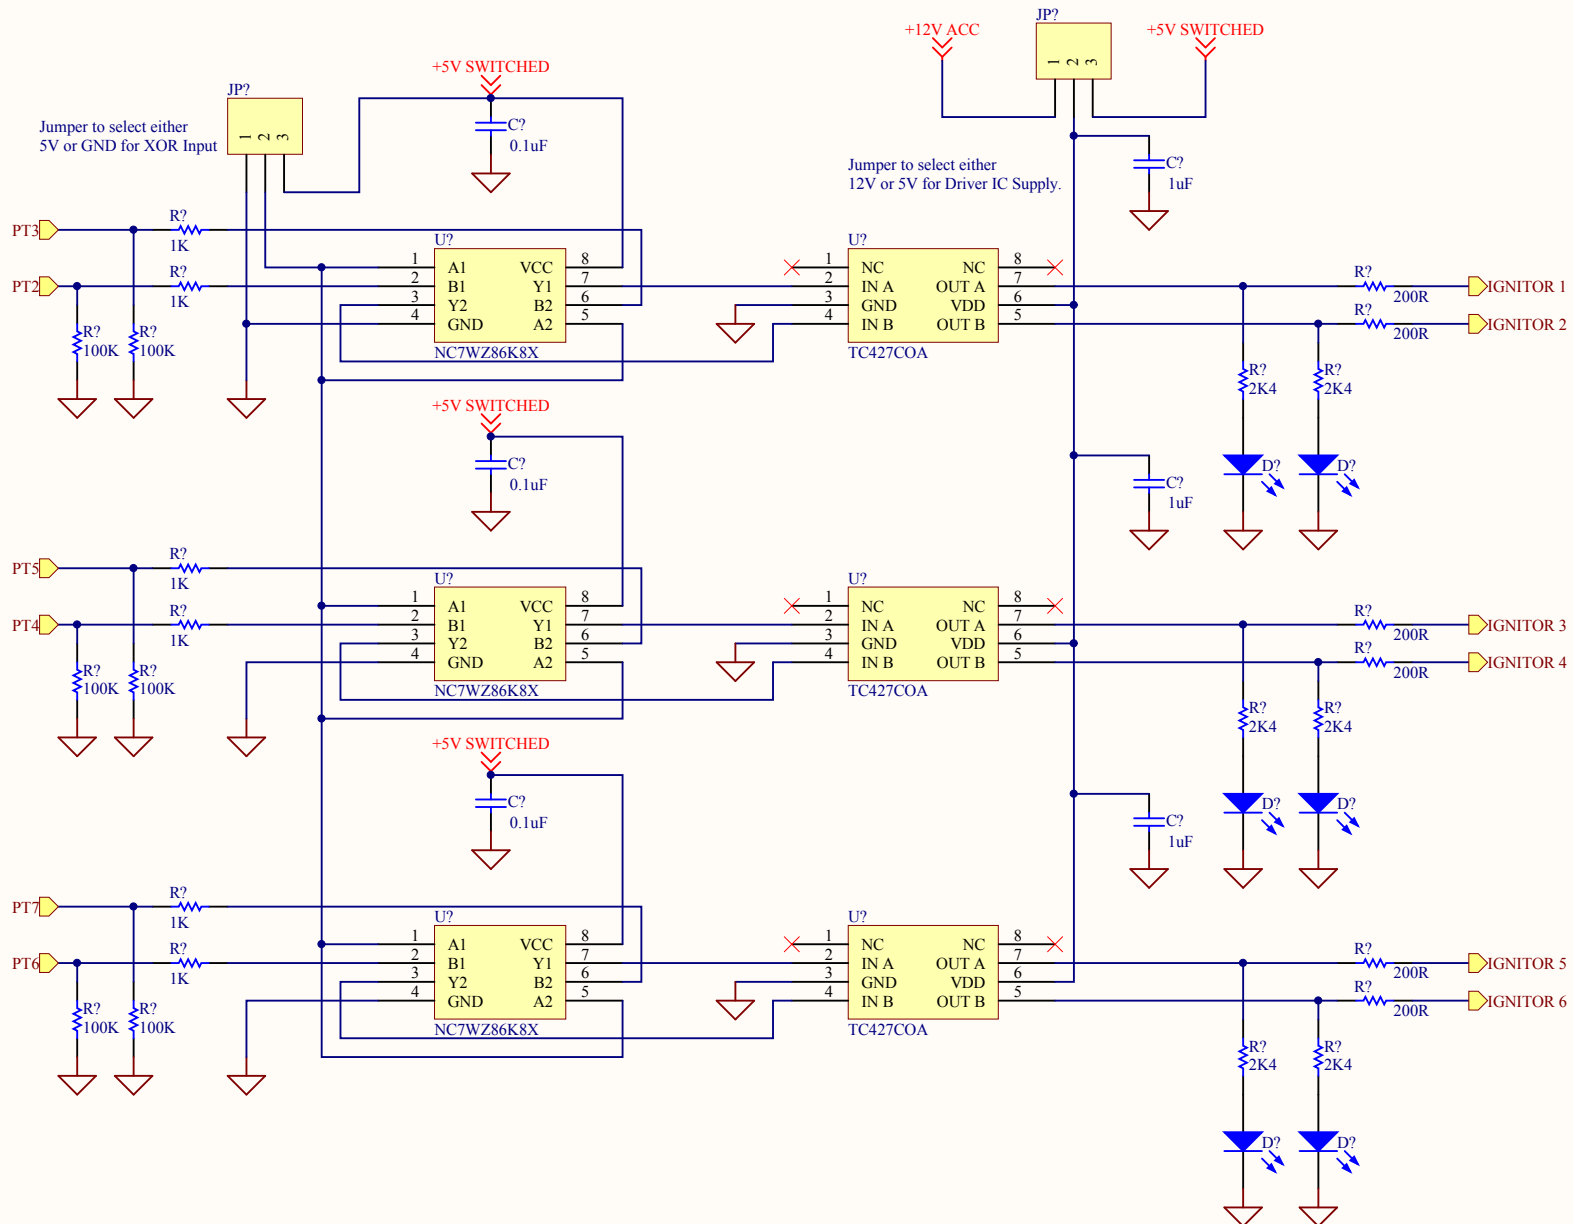 +12V ACC
JP?
+5V SWITCHED
1 2 3
+5V SWITCHED
JP?
1 2 3
Jumper to select either
5V or GND for XOR Input
C?
0.1uF
Jumper to select either
12V or 5V for Driver IC Supply.
C?
1uF
PT3
R?
1K
PT2
R?
1K
R?
100K
R?
100K
U?
1 A1 VCC 8
2 B1 Y1 7
3 Y2 B2 6
4 GND A2 5
NC7WZ86K8X
U?
1 NC NC 8
2 IN A OUT A 7
3 GND VDD 6
4 IN B OUT B 5
TC427COA
R?
200R
IGNITOR 1
R?
200R
IGNITOR 2
R?
2K4
R?
2K4
D?
D?
+5V SWITCHED
C?
0.1uF
C?
1uF
PT5
R?
1K
PT4
R?
1K
R?
100K
R?
100K
U?
1 A1 VCC 8
2 B1 Y1 7
3 Y2 B2 6
4 GND A2 5
NC7WZ86K8X
U?
1 NC NC 8
2 IN A OUT A 7
3 GND VDD 6
4 IN B OUT B 5
TC427COA
R?
200R
IGNITOR 3
R?
200R
IGNITOR 4
R?
2K4
R?
2K4
D?
D?
+5V SWITCHED
C?
0.1uF
C?
1uF
PT7
R?
1K
PT6
R?
1K
R?
100K
R?
100K
U?
1 A1 VCC 8
2 B1 Y1 7
3 Y2 B2 6
4 GND A2 5
NC7WZ86K8X
U?
1 NC NC 8
2 IN A OUT A 7
3 GND VDD 6
4 IN B OUT B 5
TC427COA
R?
200R
IGNITOR 5
R?
200R
IGNITOR 6
R?
2K4
R?
2K4
D?
D?